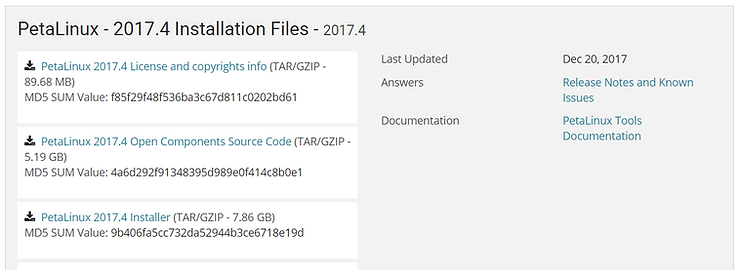 PetaLinux - 2017.4 Installation Files - 2017.4
PetaLinux 2017.4 License and copyrights info (TAR/GZIP -
89.68 MB)
MD5 SUM Value: f85f29f48f536ba3c67d811c0202bd61
PetaLinux 2017.4 Open Components Source Code (TAR/GZIP -
5.19 GB)
MD5 SUM Value: 4a6d292f91348395d989e0f414c8b0e1
PetaLinux 2017.4 Installer (TAR/GZIP - 7.86 GB)
MD5 SUM Value: 9b406fa5cc732da52944b3ce6718e19d
Last Updated Dec 20, 2017
Answers Release Notes and Known
Issues
Documentation PetaLinux Tools
Documentation